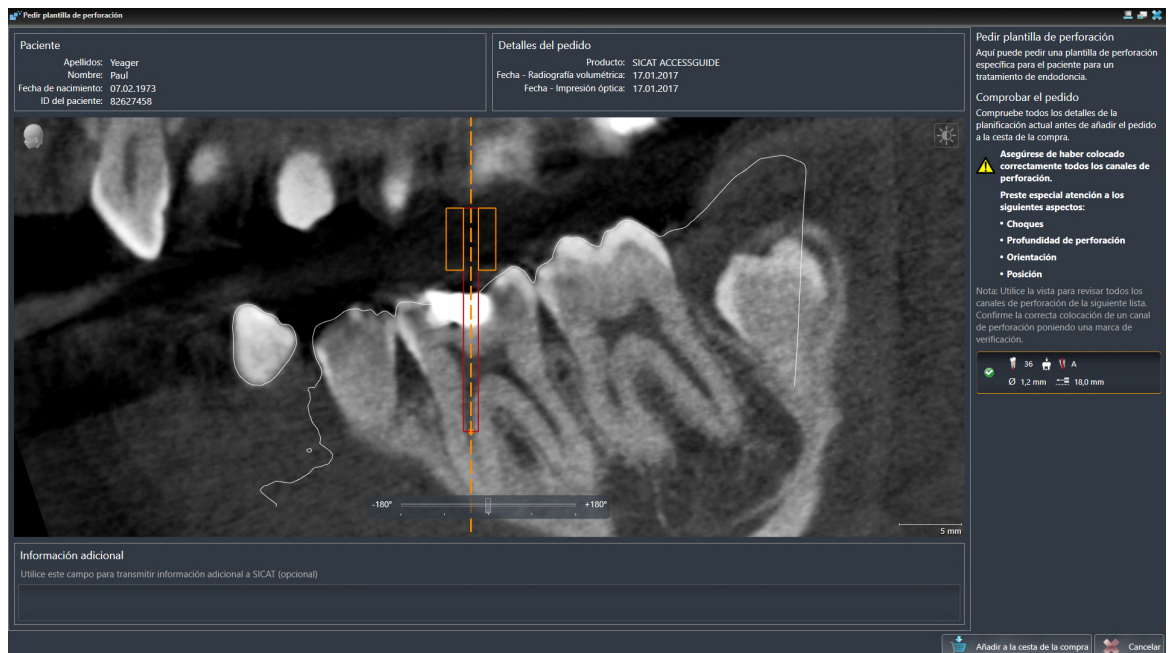 Pedir plantilla de perforación
Paciente
Apellidos: Yeager
Nombre: Paul
Fecha de nacimiento: 07.02.1973
ID del paciente: 82627458
Detalles del pedido
Producto: SICAT ACCESSGUIDE
Fecha - Radiografía volumétrica: 17.01.2017
Fecha - Impresión óptica: 17.01.2017
-180°
+180°
5 mm
Información adicional
Utilice este campo para transmitir información adicional a SICAT (opcional)
Pedir plantilla de perforación
Aquí puede pedir una plantilla de perforación
específica para el paciente para un
tratamiento de endodoncia.
Comprobar el pedido
Compruebe todos los detalles de la
planificación actual antes de añadir el pedido
a la cesta de la compra.
Asegúrese de haber colocado
correctamente todos los canales de
perforación.
Preste especial atención a los
siguientes aspectos:
• Choques
• Profundidad de perforación
• Orientación
• Posición
Nota: Utilice la vista para revisar todos los
canales de perforación de la siguiente lista.
Confirme la correcta colocación de un canal
de perforación poniendo una marca de
verificación.
36 A
Ø 1,2 mm 18,0 mm
Añadir a la cesta de la compra
Cancelar